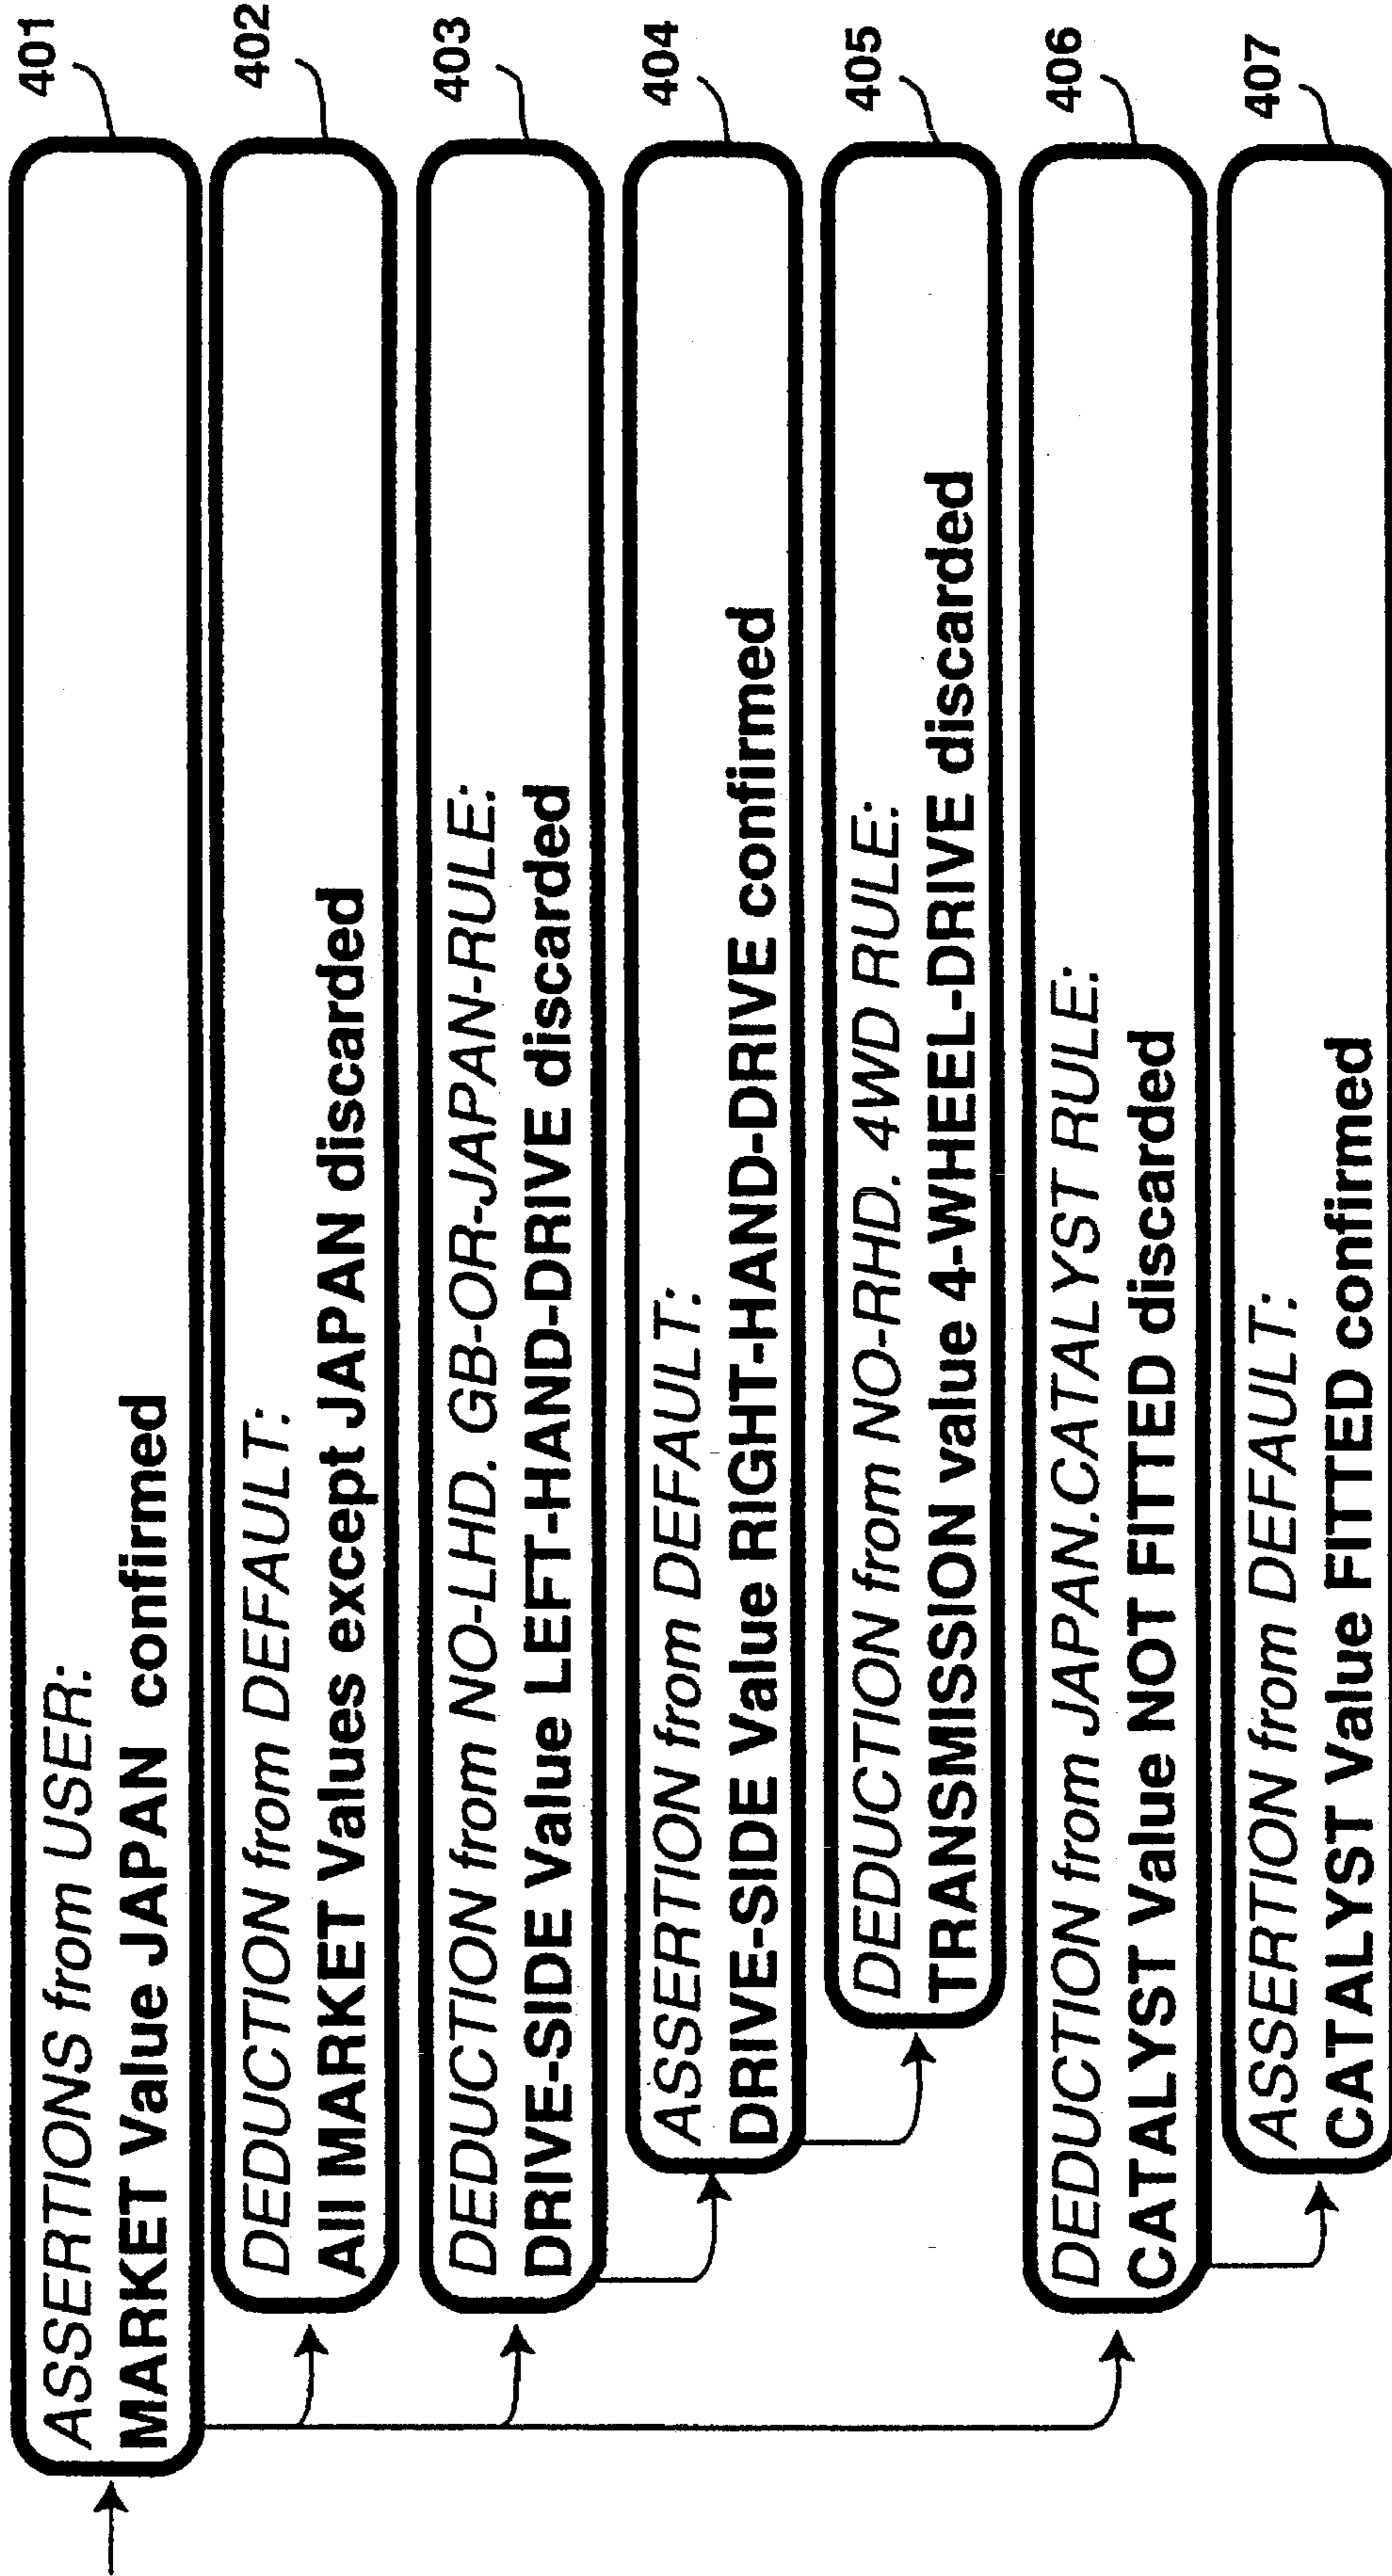 ASSERTIONS from USER:
MARKET Value JAPAN confirmed
401
DEDUCTION from DEFAULT:
All MARKET Values except JAPAN discarded
402
DEDUCTION from NO-LHD. GB-OR-JAPAN-RULE:
DRIVE-SIDE Value LEFT-HAND-DRIVE discarded
403
ASSERTION from DEFAULT:
DRIVE-SIDE Value RIGHT-HAND-DRIVE confirmed
404
DEDUCTION from NO-RHD. 4WD RULE:
TRANSMISSION value 4-WHEEL-DRIVE discarded
405
DEDUCTION from JAPAN.CATALYST RULE:
CATALYST Value NOT FITTED discarded
406
ASSERTION from DEFAULT:
CATALYST Value FITTED confirmed
407